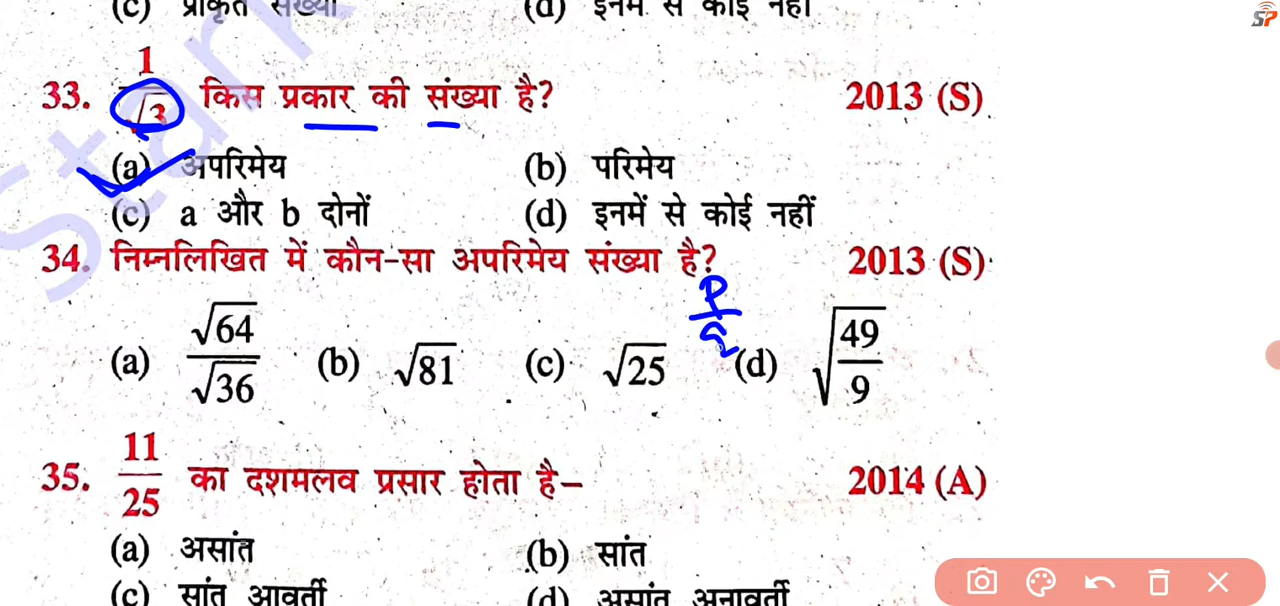 (c) प्राकृत संख्या (d) इनमें से कोई नहीं
SP
33. 1/√3 किस प्रकार की संख्या है? 2013 (S)
(a) अपरिमेय (b) परिमेय
(c) a और b दोनों (d) इनमें से कोई नहीं
34. निम्नलिखित में कौन-सा अपरिमेय संख्या है? 2013 (S)
p/q
(a) √64/√36 (b) √81 (c) √25 (d) √(49/9)
35. 11/25 का दशमलव प्रसार होता है– 2014 (A)
(a) असांत (b) सांत
(c) सांत आवर्ती (d) असांत अनावर्ती